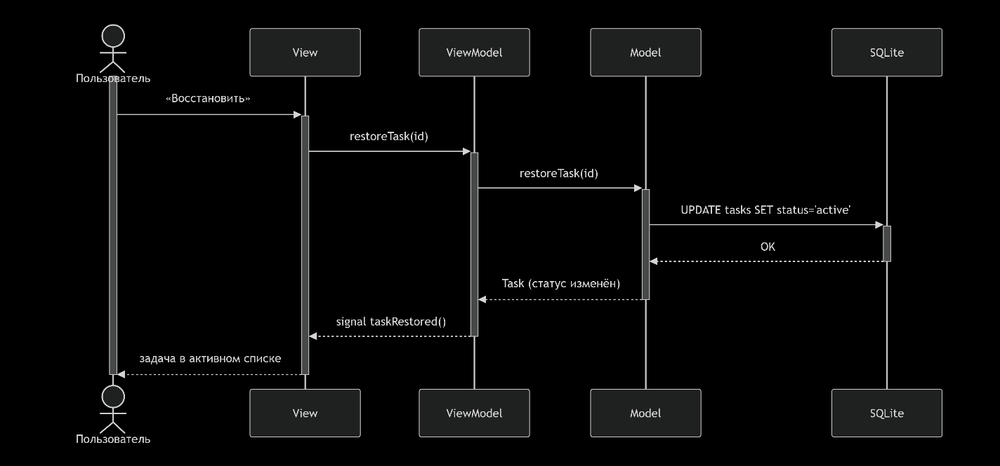 View
ViewModel
Model
SQLite
Пользователь
«Восстановить»
restoreTask(id)
restoreTask(id)
UPDATE tasks SET status='active'
OK
Task (статус изменён)
signal taskRestored()
задача в активном списке
View
ViewModel
Model
SQLite
Пользователь